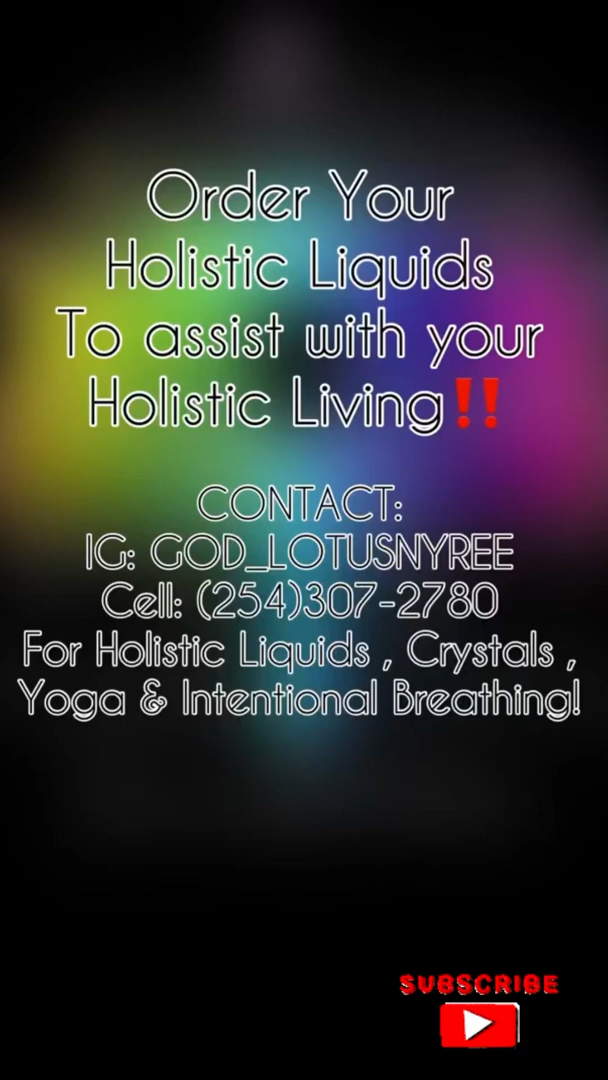 Order Your
Holistic Liquids
To assist with your
Holistic Living‼️
CONTACT:
IG: GOD_LOTUSNYREE
Cell: (254)307-2780
For Holistic Liquids , Crystals ,
Yoga & Intentional Breathing!
SUBSCRIBE